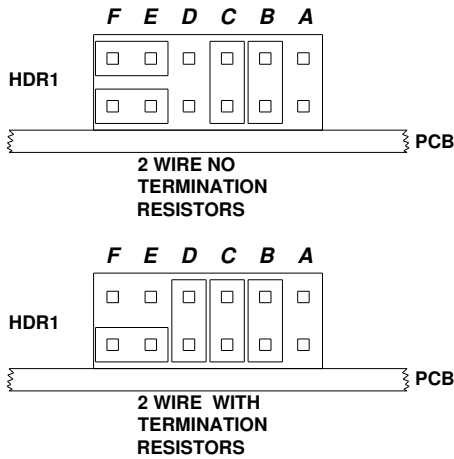 F E D C B A
HDR1
PCB
2 WIRE NO
TERMINATION
RESISTORS
F E D C B A
HDR1
PCB
2 WIRE WITH
TERMINATION
RESISTORS